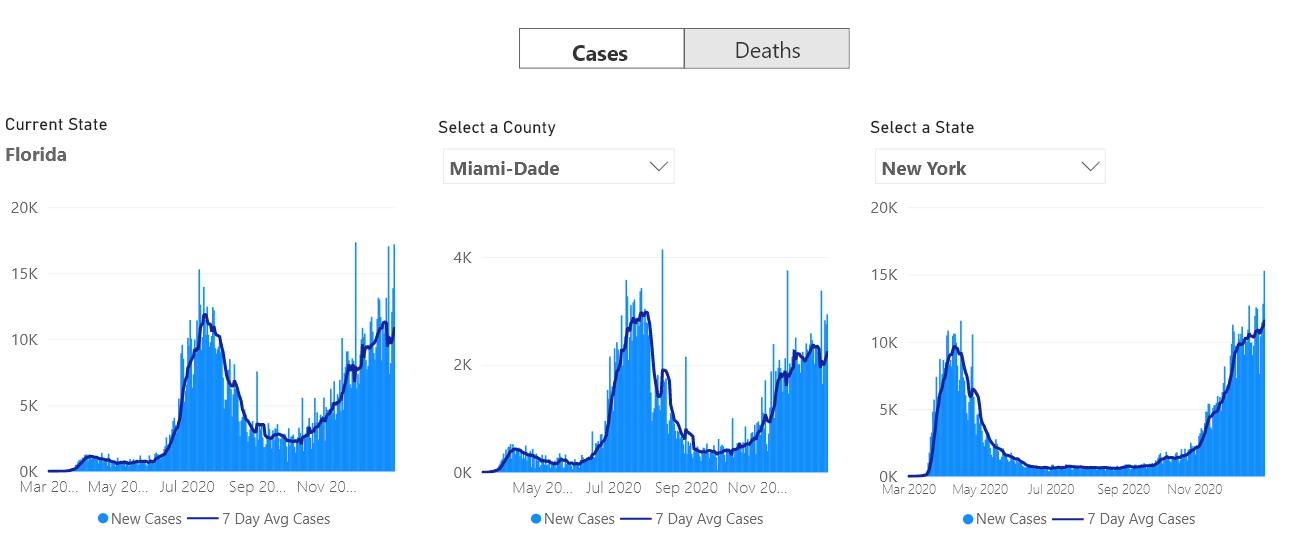 Cases Deaths
Current State
Florida
Select a County
Miami-Dade
Select a State
New York
20K
15K
10K
5K
0K
Mar 20... May 20... Jul 2020 Sep 20... Nov 20...
New Cases 7 Day Avg Cases
4K
2K
0K
May 20... Jul 2020 Sep 2020 Nov 20...
New Cases 7 Day Avg Cases
20K
15K
10K
5K
0K
Mar 2020 May 2020 Jul 2020 Sep 2020 Nov 2020
New Cases 7 Day Avg Cases